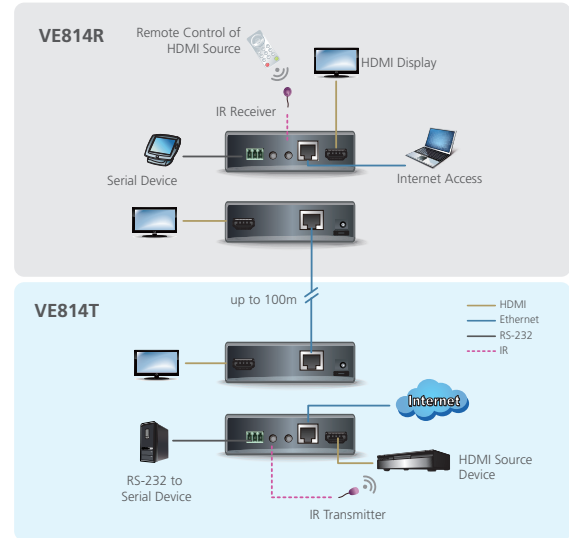 VE814R
Remote Control of
HDMI Source
HDMI Display
IR Receiver
Serial Device
Internet Access
up to 100m
VE814T
HDMI
Ethernet
RS-232
IR
Internet
RS-232 to
Serial Device
HDMI Source
Device
IR Transmitter